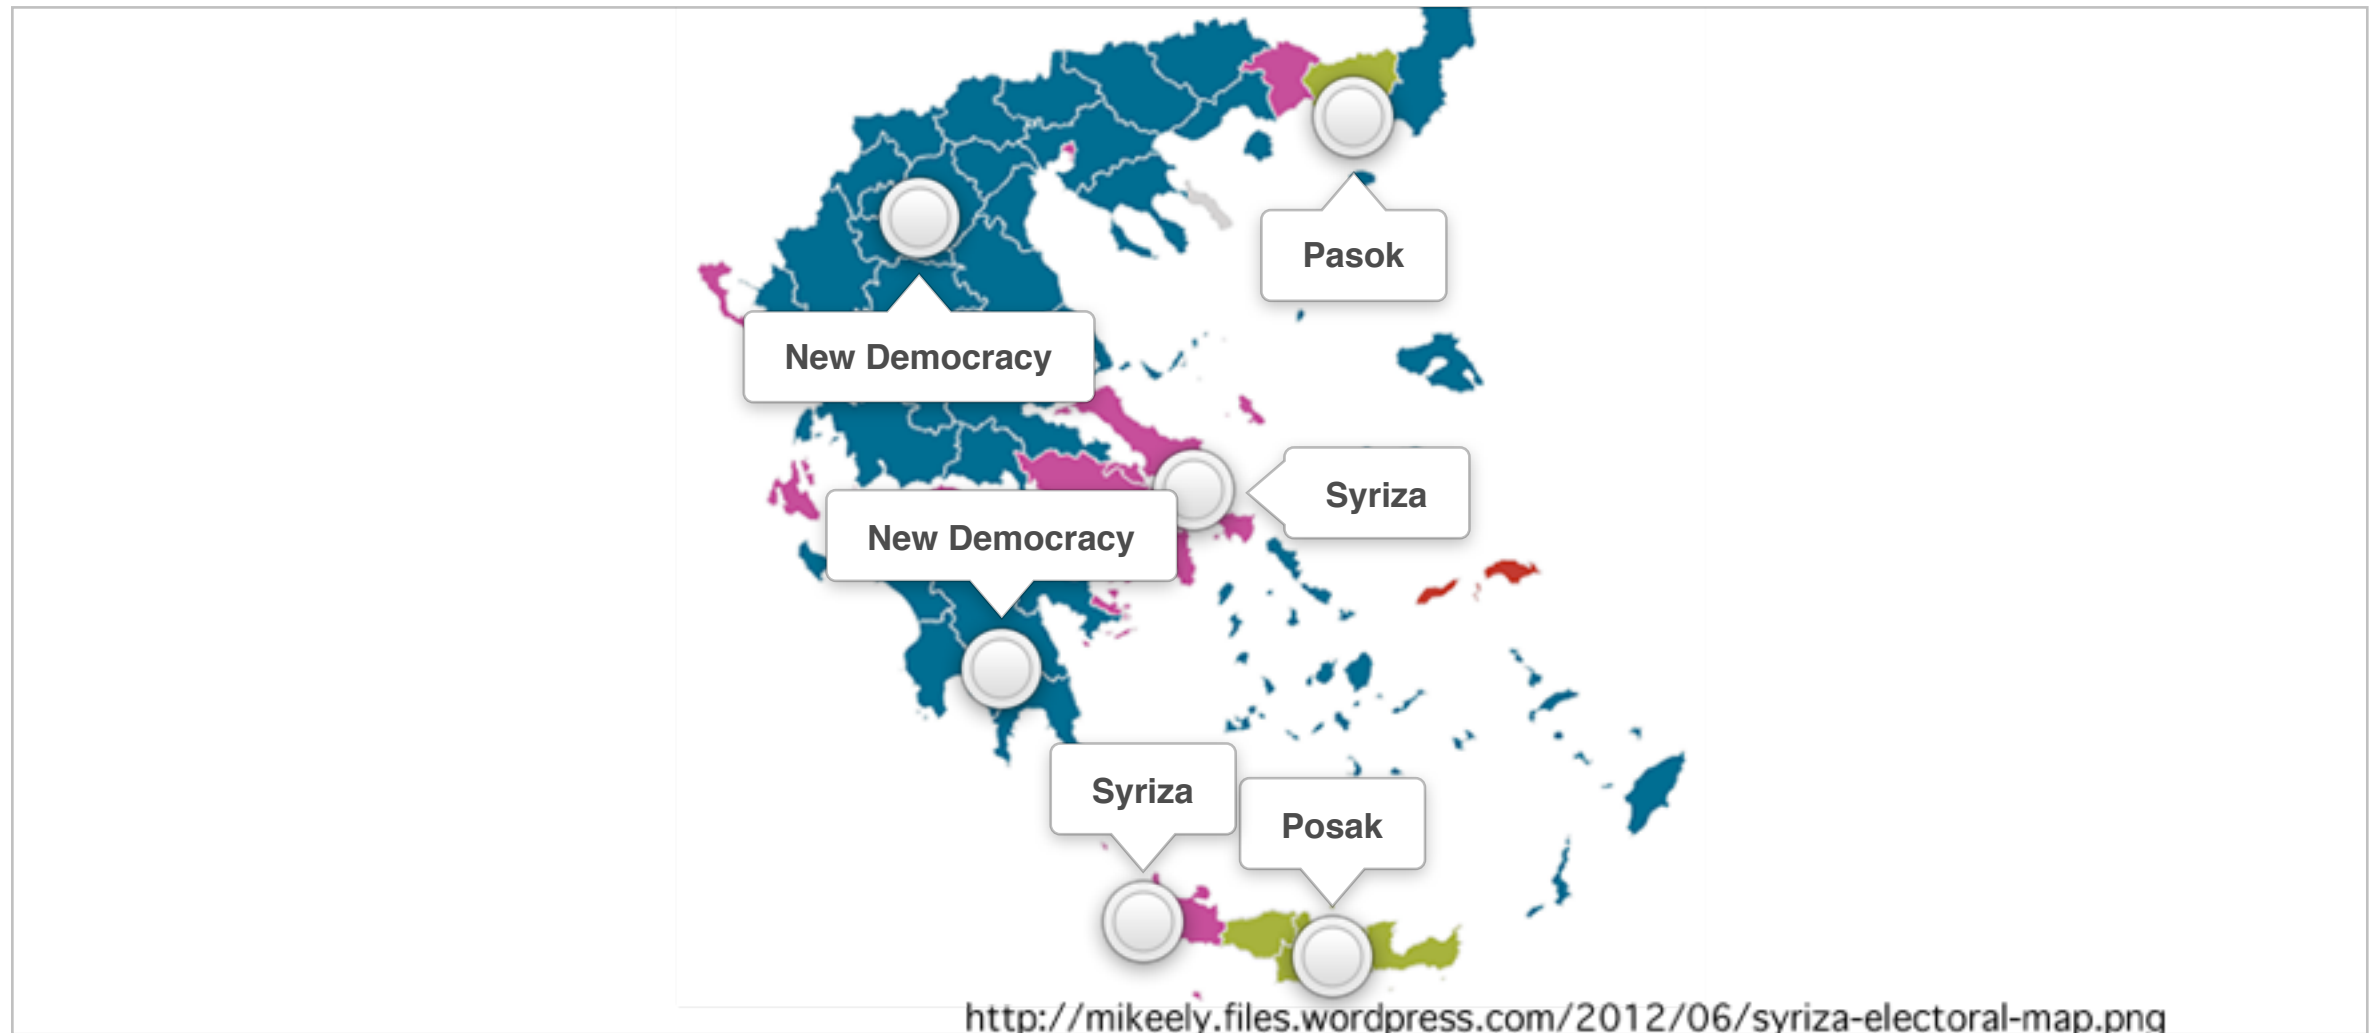 Pasok
New Democracy
Syriza
New Democracy
Syriza
Posak
http://mikeely.files.wordpress.com/2012/06/syriza-electoral-map.png